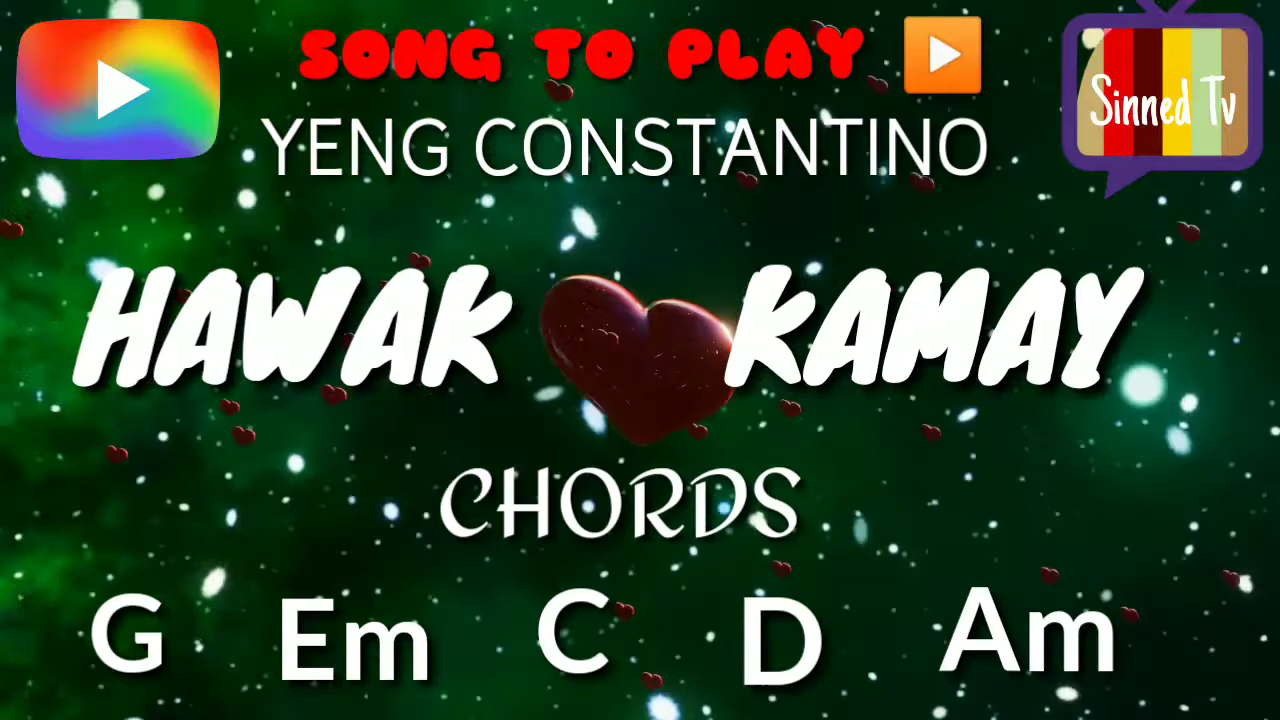 SONG TO PLAY
Sinned Tv
YENG CONSTANTINO
HAWAK KAMAY
CHORDS
G Em C D Am